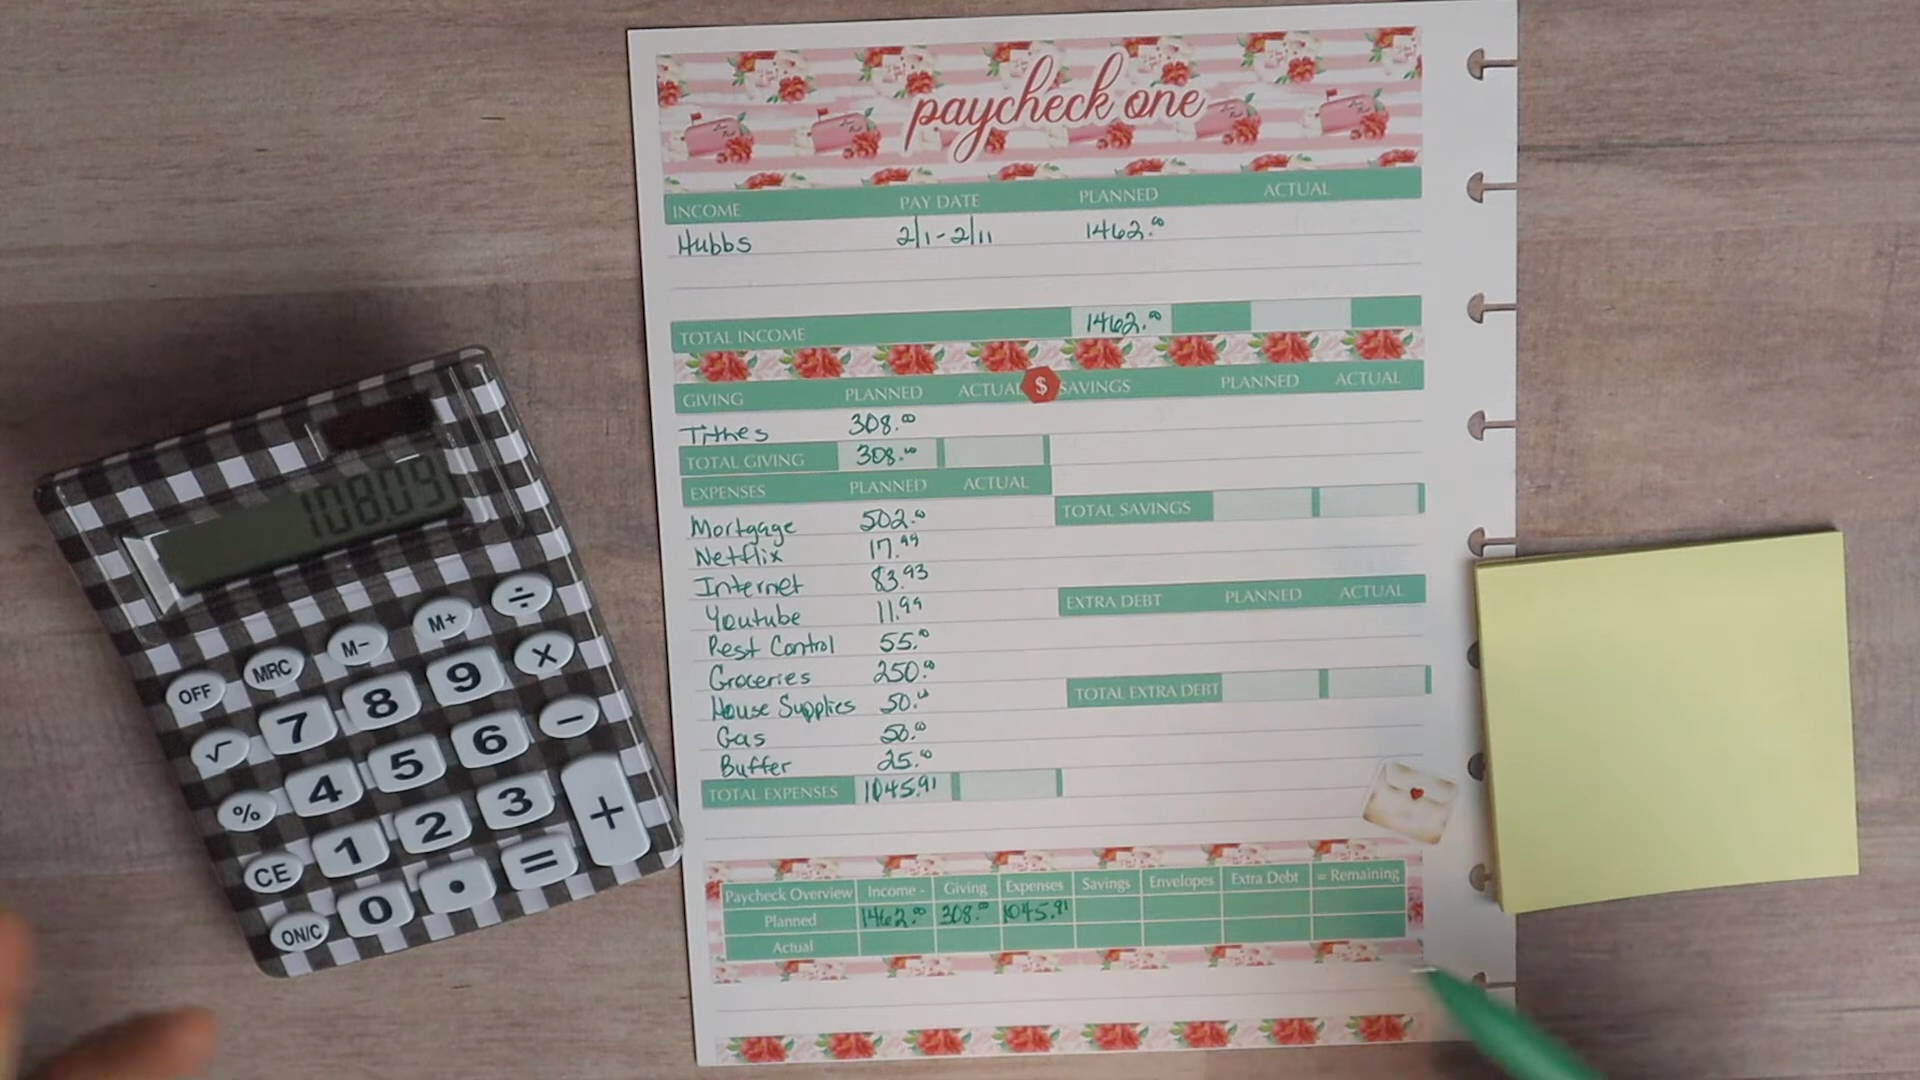 paycheck one
INCOME PAY DATE PLANNED ACTUAL
Hubbs 2/1-2/11 1462.00
TOTAL INCOME 1462.00
GIVING PLANNED ACTUAL $ SAVINGS PLANNED ACTUAL
Tithes 308.00
TOTAL GIVING 308.00
EXPENSES PLANNED ACTUAL
Mortgage 502.00 TOTAL SAVINGS
Netflix 17.99
Internet 83.93
Youtube 11.99 EXTRA DEBT PLANNED ACTUAL
Pest Control 55.00
Groceries 250.00
House Supplies 50.00 TOTAL EXTRA DEBT
Gas 50.00
Buffer 25.00
TOTAL EXPENSES 1045.91
Paycheck Overview Income - Giving Expenses Savings Envelopes Extra Debt = Remaining
Planned 1462.00 308.00 1045.91
Actual
108.09
OFF MRC M- M+ ÷
√ 7 8 9 X
% 4 5 6 −
CE 1 2 3 +
ON/C 0 • =